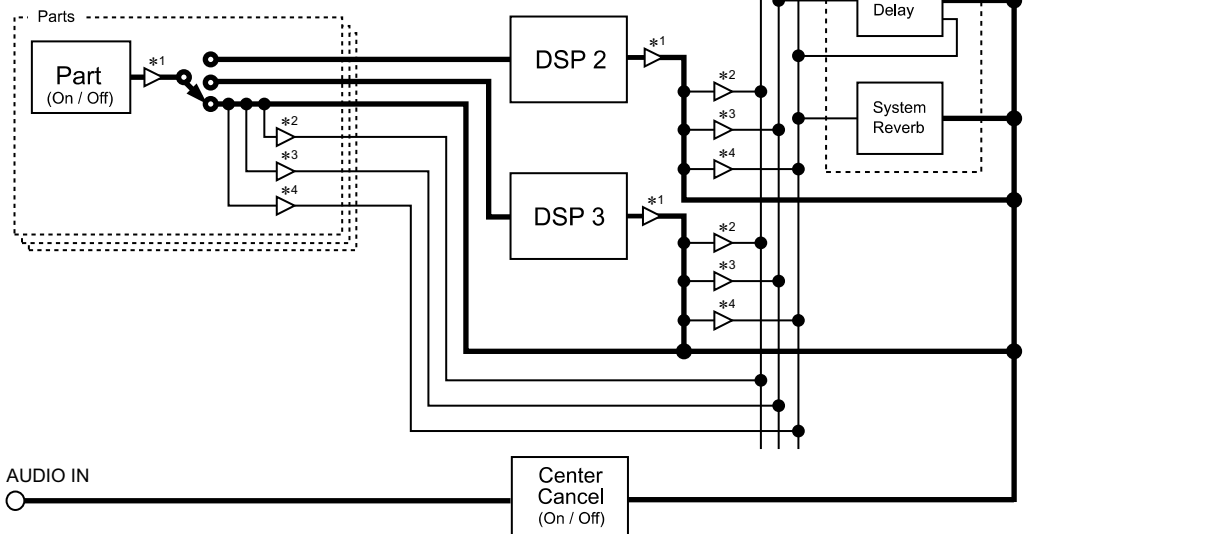 Parts
Part
(On / Off)
*1
*2
*3
*4
DSP 2
*1
*2
*3
*4
DSP 3
*1
*2
*3
*4
Delay
System
Reverb
AUDIO IN
Center
Cancel
(On / Off)